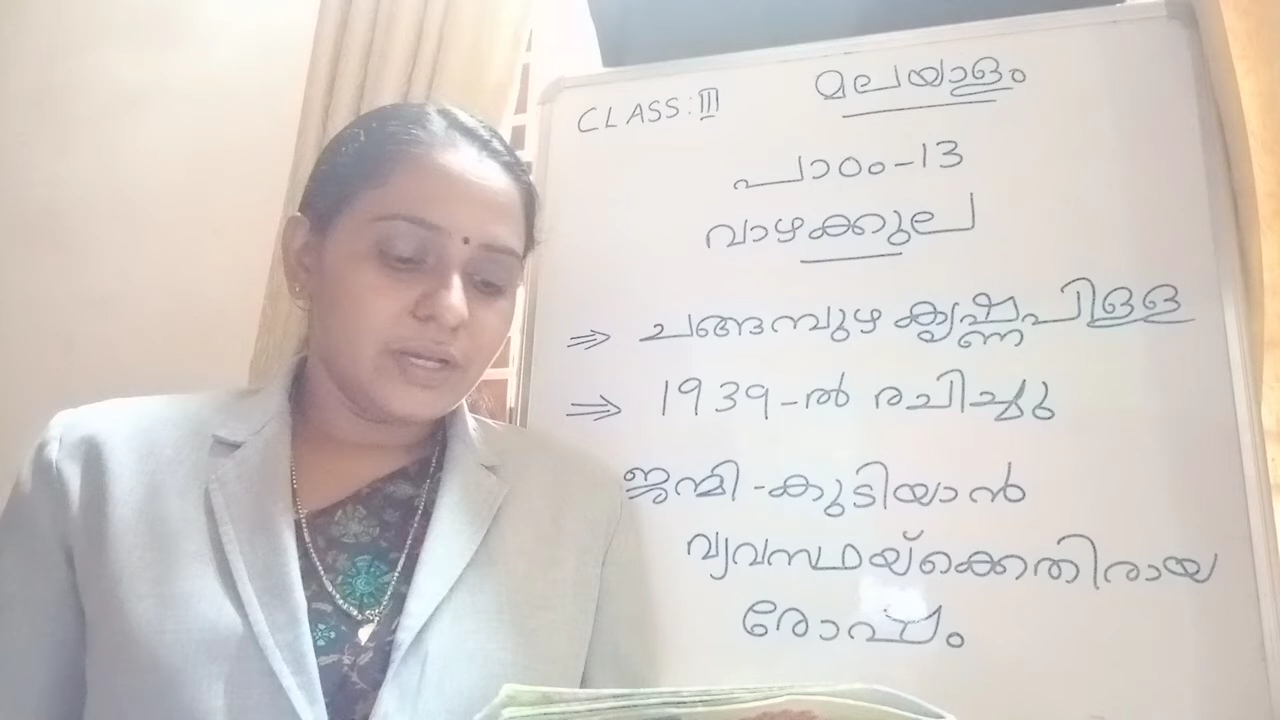 CLASS: III
മലയാളം
പാഠം-13
വാഴക്കുല
⇒ ചങ്ങമ്പുഴ കൃഷ്ണപിള്ള
⇒ 1939-ൽ രചിച്ചു
ജന്മി-കുടിയാൻ
വ്യവസ്ഥയ്ക്കെതിരായ
രോഷം